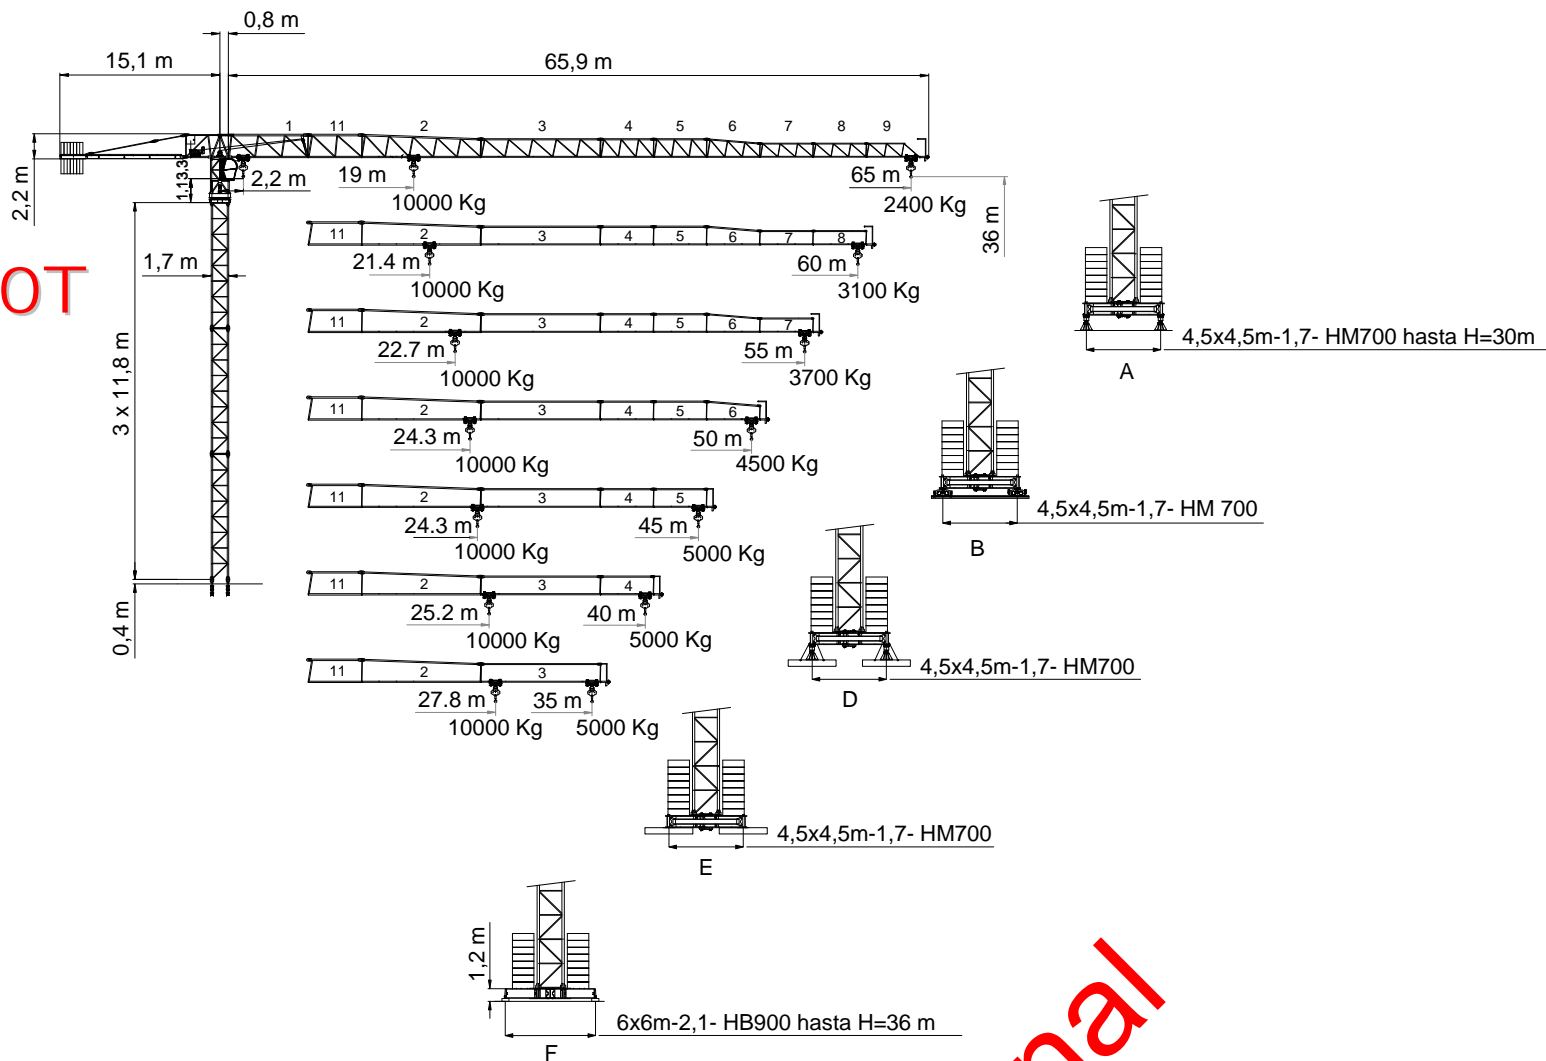 0,8 m
15,1 m
65,9 m
1 11 2 3 4 5 6 7 8 9
2,2 m
1,1
3.3
2,2 m
19 m
10000 Kg
65 m
2400 Kg
36 m
1,7 m
OT
3 x 11,8 m
0,4 m
11 2 3 4 5 6 7 8
21.4 m
10000 Kg
60 m
3100 Kg
11 2 3 4 5 6 7
22.7 m
10000 Kg
55 m
3700 Kg
11 2 3 4 5 6
24.3 m
10000 Kg
50 m
4500 Kg
11 2 3 4 5
24.3 m
10000 Kg
45 m
5000 Kg
11 2 3 4
25.2 m
10000 Kg
40 m
5000 Kg
11 2 3
27.8 m
10000 Kg
35 m
5000 Kg
4,5x4,5m-1,7- HM700 hasta H=30m
A
4,5x4,5m-1,7- HM 700
B
4,5x4,5m-1,7- HM700
D
4,5x4,5m-1,7- HM700
E
1,2 m
6x6m-2,1- HB900 hasta H=36 m
F
nal